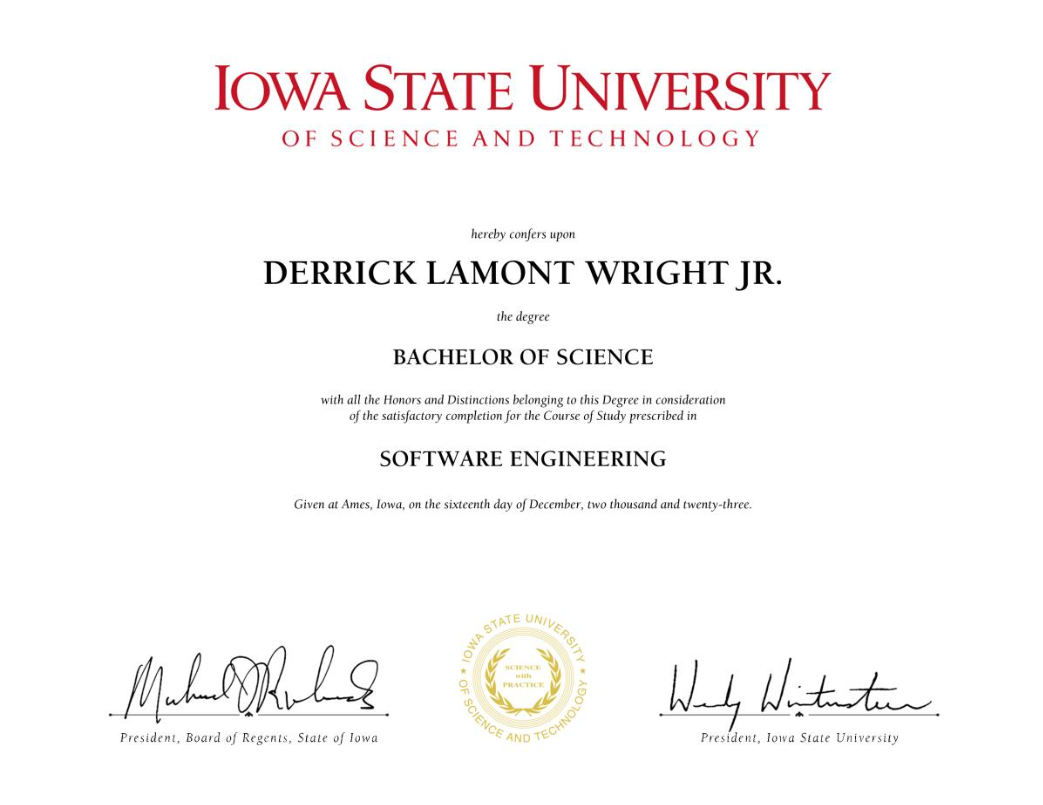 IOWA STATE UNIVERSITY
OF SCIENCE AND TECHNOLOGY
hereby confers upon
DERRICK LAMONT WRIGHT JR.
the degree
BACHELOR OF SCIENCE
with all the Honors and Distinctions belonging to this Degree in consideration
of the satisfactory completion for the Course of Study prescribed in
SOFTWARE ENGINEERING
Given at Ames, Iowa, on the sixteenth day of December, two thousand and twenty-three.
IOWA STATE UNIVERSITY
OF SCIENCE AND TECHNOLOGY
SCIENCE
with
PRACTICE
President, Board of Regents, State of Iowa
Wendy Wintersteen
President, Iowa State University